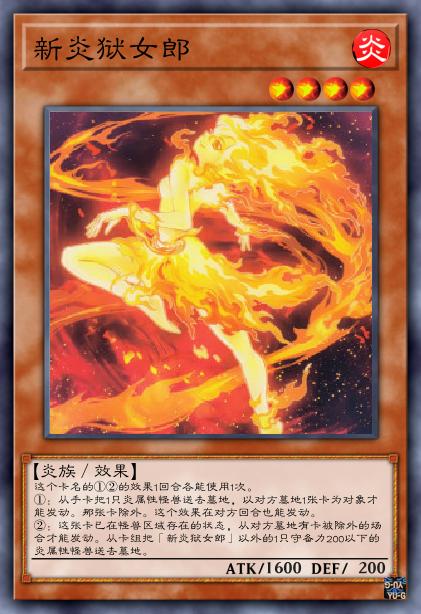 新炎狱女郎
炎
【炎族／效果】
这个卡名的①②的效果1回合各能使用1次。
①：从手卡把1只炎属性怪兽送去墓地，以对方墓地1张卡为对象才
能发动。那张卡除外。这个效果在对方回合也能发动。
②：这张卡已在怪兽区域存在的状态，从对方墓地有卡被除外的场
合才能发动。从卡组把「新炎狱女郎」以外的1只守备力200以下的
炎属性怪兽送去墓地。
ATK/1600 DEF/ 200